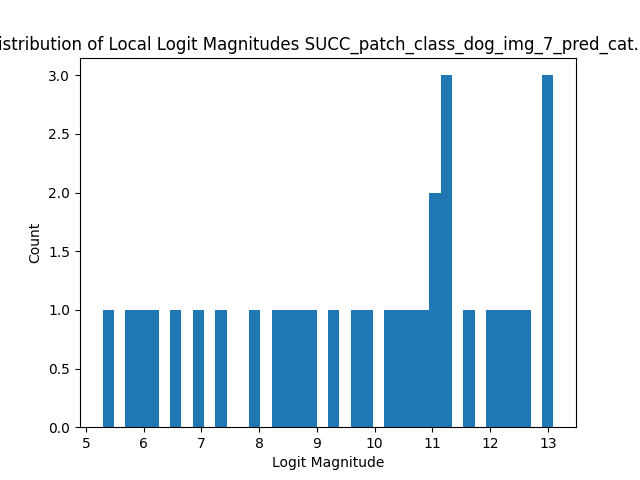 istribution of Local Logit Magnitudes SUCC_patch_class_dog_img_7_pred_cat.
3.0
2.5
2.0
1.5
1.0
0.5
0.0
Count
5 6 7 8 9 10 11 12 13
Logit Magnitude